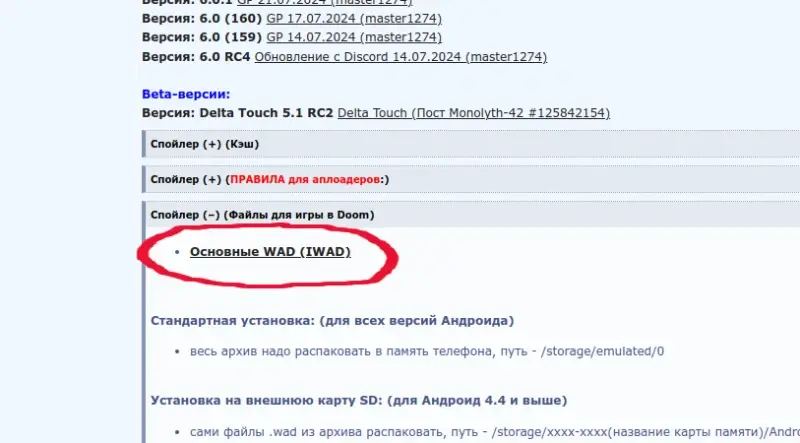 Версия: 6.0.1 GP 21.07.2024 (master1274)
Версия: 6.0 (160) GP 17.07.2024 (master1274)
Версия: 6.0 (159) GP 14.07.2024 (master1274)
Версия: 6.0 RC4 Обновление с Discord 14.07.2024 (master1274)
Beta-версии:
Версия: Delta Touch 5.1 RC2 Delta Touch (Пост Monolyth-42 #125842154)
Спойлер (+) (Кэш)
Спойлер (+) (ПРАВИЛА для аплоадеров:)
Спойлер (–) (Файлы для игры в Doom)
• Основные WAD (IWAD)
Стандартная установка: (для всех версий Андроида)
• весь архив надо распаковать в память телефона, путь - /storage/emulated/0
Установка на внешнюю карту SD: (для Андроид 4.4 и выше)
• сами файлы .wad из архива распаковать, путь - /storage/xxxx-xxxx(название карты памяти)/Andro